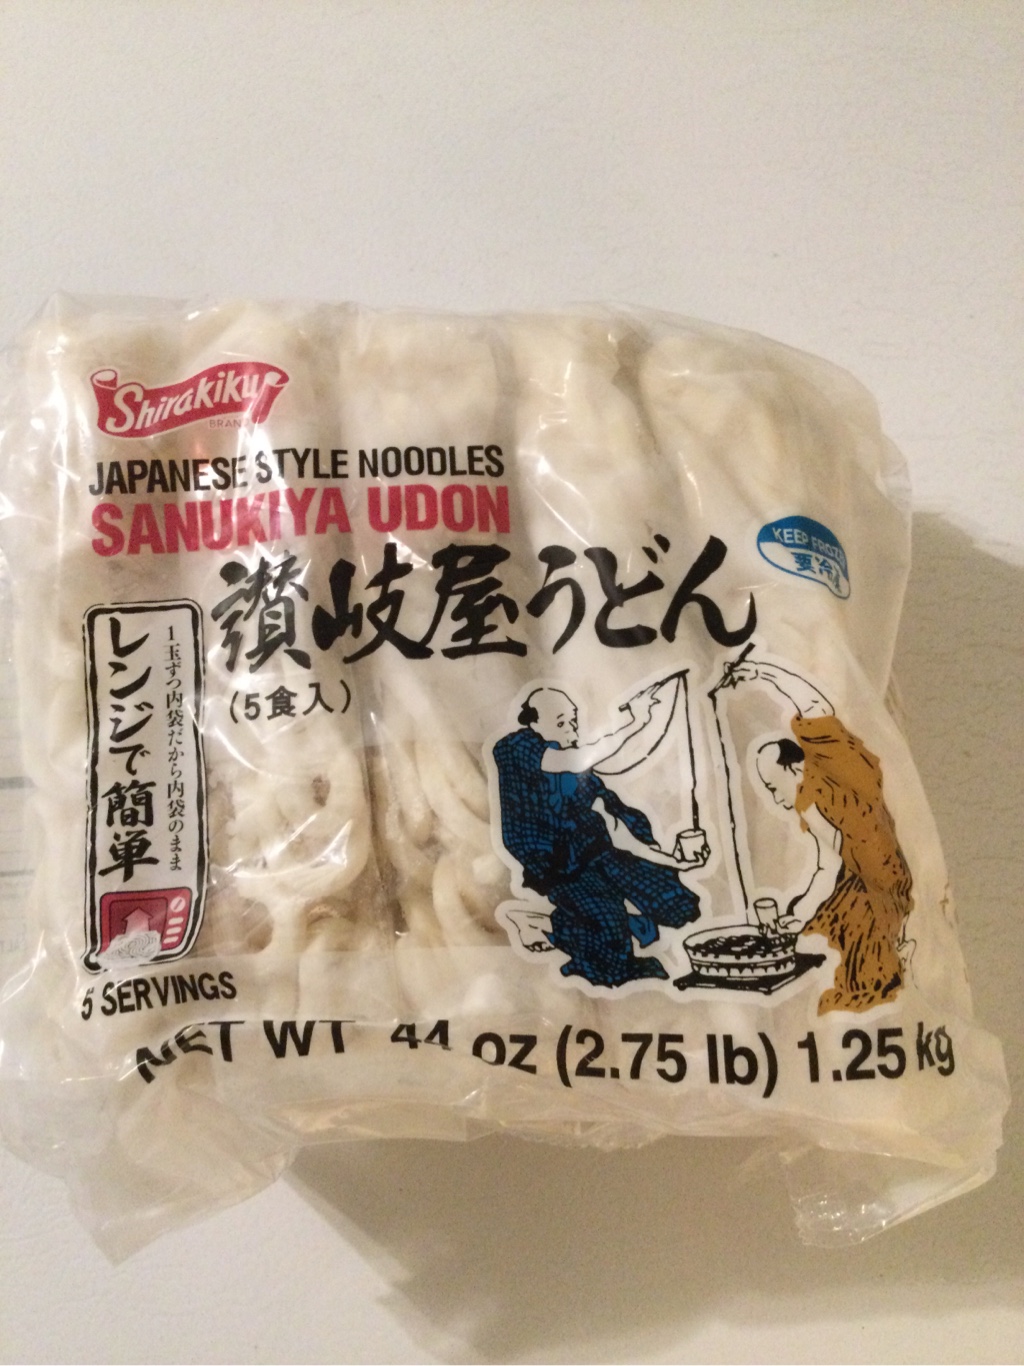 Shirakiku
BRAND
JAPANESE STYLE NOODLES
SANUKIYA UDON
讃岐屋うどん
(5食入)
KEEP FROZEN
要冷凍
1玉ずつ内袋だから内袋のまま
レンジで簡単
5 SERVINGS
NET WT 44 oz (2.75 lb) 1.25 kg